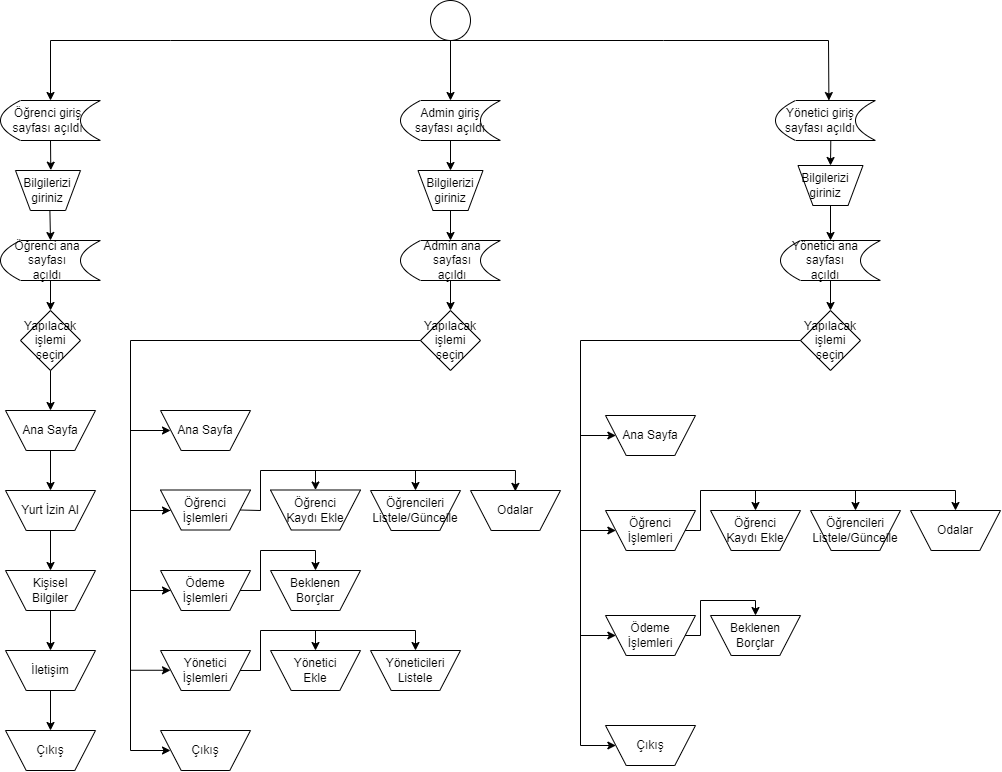 Öğrenci giriş
sayfası açıldı
Admin giriş
sayfası açıldı
Yönetici giriş
sayfası açıldı
Bilgilerizi
giriniz
Bilgilerizi
giriniz
Bilgilerizi
giriniz
Öğrenci ana
sayfası
açıldı
Admin ana
sayfası
açıldı
Yönetici ana
sayfası
açıldı
Yapılacak
işlemi
seçin
Yapılacak
işlemi
seçin
Yapılacak
işlemi
seçin
Ana Sayfa
Yurt İzin Al
Kişisel
Bilgiler
İletişim
Çıkış
Ana Sayfa
Öğrenci
İşlemleri
Öğrenci
Kaydı Ekle
Öğrencileri
Listele/Güncelle
Odalar
Ödeme
İşlemleri
Beklenen
Borçlar
Yönetici
İşlemleri
Yönetici
Ekle
Yöneticileri
Listele
Çıkış
Ana Sayfa
Öğrenci
İşlemleri
Öğrenci
Kaydı Ekle
Öğrencileri
Listele/Güncelle
Odalar
Ödeme
İşlemleri
Beklenen
Borçlar
Çıkış